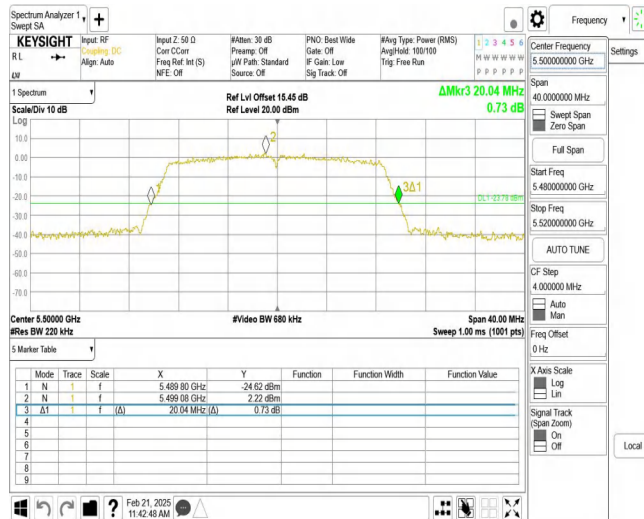 Spectrum Analyzer 1
Swept SA
+
Frequency
KEYSIGHT
R L
Input: RF
Coupling: DC
Align: Auto
Input Z: 50 Ω
Corr CCorr
Freq Ref: Int (S)
NFE: Off
#Atten: 30 dB
Preamp: Off
µW Path: Standard
Source: Off
PNO: Best Wide
Gate: Off
IF Gain: Low
Sig Track: Off
#Avg Type: Power (RMS)
Avg|Hold: 100/100
Trig: Free Run
1 2 3 4 5 6
M W W W W W
P P P P P P
1 Spectrum
Scale/Div 10 dB
Log
Ref Lvl Offset 15.45 dB
Ref Level 20.00 dBm
ΔMkr3 20.04 MHz
0.73 dB
10.0
0.00
-10.0
-20.0
-30.0
-40.0
-50.0
-60.0
-70.0
1
2
3Δ1
DL1 -23.78 dBm
Center 5.50000 GHz
#Res BW 220 kHz
#Video BW 680 kHz
Span 40.00 MHz
Sweep 1.00 ms (1001 pts)
5 Marker Table
Mode Trace Scale X Y Function Function Width Function Value
1 N 1 f 5.489 80 GHz -24.62 dBm
2 N 1 f 5.499 08 GHz 2.22 dBm
3 Δ1 1 f (Δ) 20.04 MHz (Δ) 0.73 dB
4
5
6
7
8
9
?
Feb 21, 2025
11:42:48 AM
Center Frequency
5.500000000 GHz
Settings
Span
40.0000000 MHz
Swept Span
Zero Span
Full Span
Start Freq
5.480000000 GHz
Stop Freq
5.520000000 GHz
AUTO TUNE
CF Step
4.000000 MHz
Auto
Man
Freq Offset
0 Hz
X Axis Scale
Log
Lin
Signal Track
(Span Zoom)
On
Off
Local